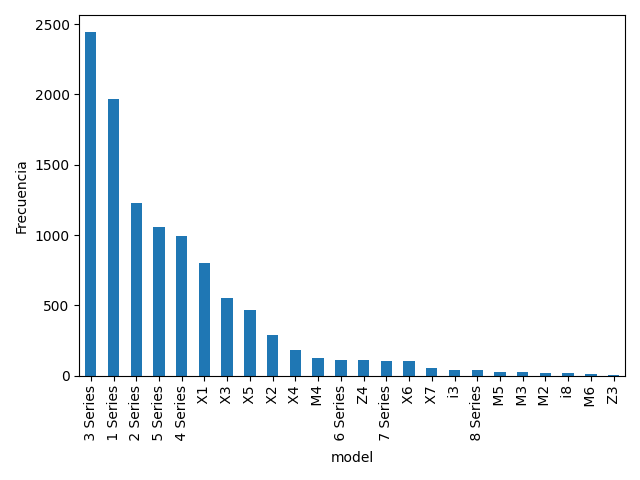 2500
2000
1500
1000
500
0
Frecuencia
3 Series
1 Series
2 Series
5 Series
4 Series
X1
X3
X5
X2
X4
M4
6 Series
Z4
7 Series
X6
X7
i3
8 Series
M5
M3
M2
i8
M6
Z3
model